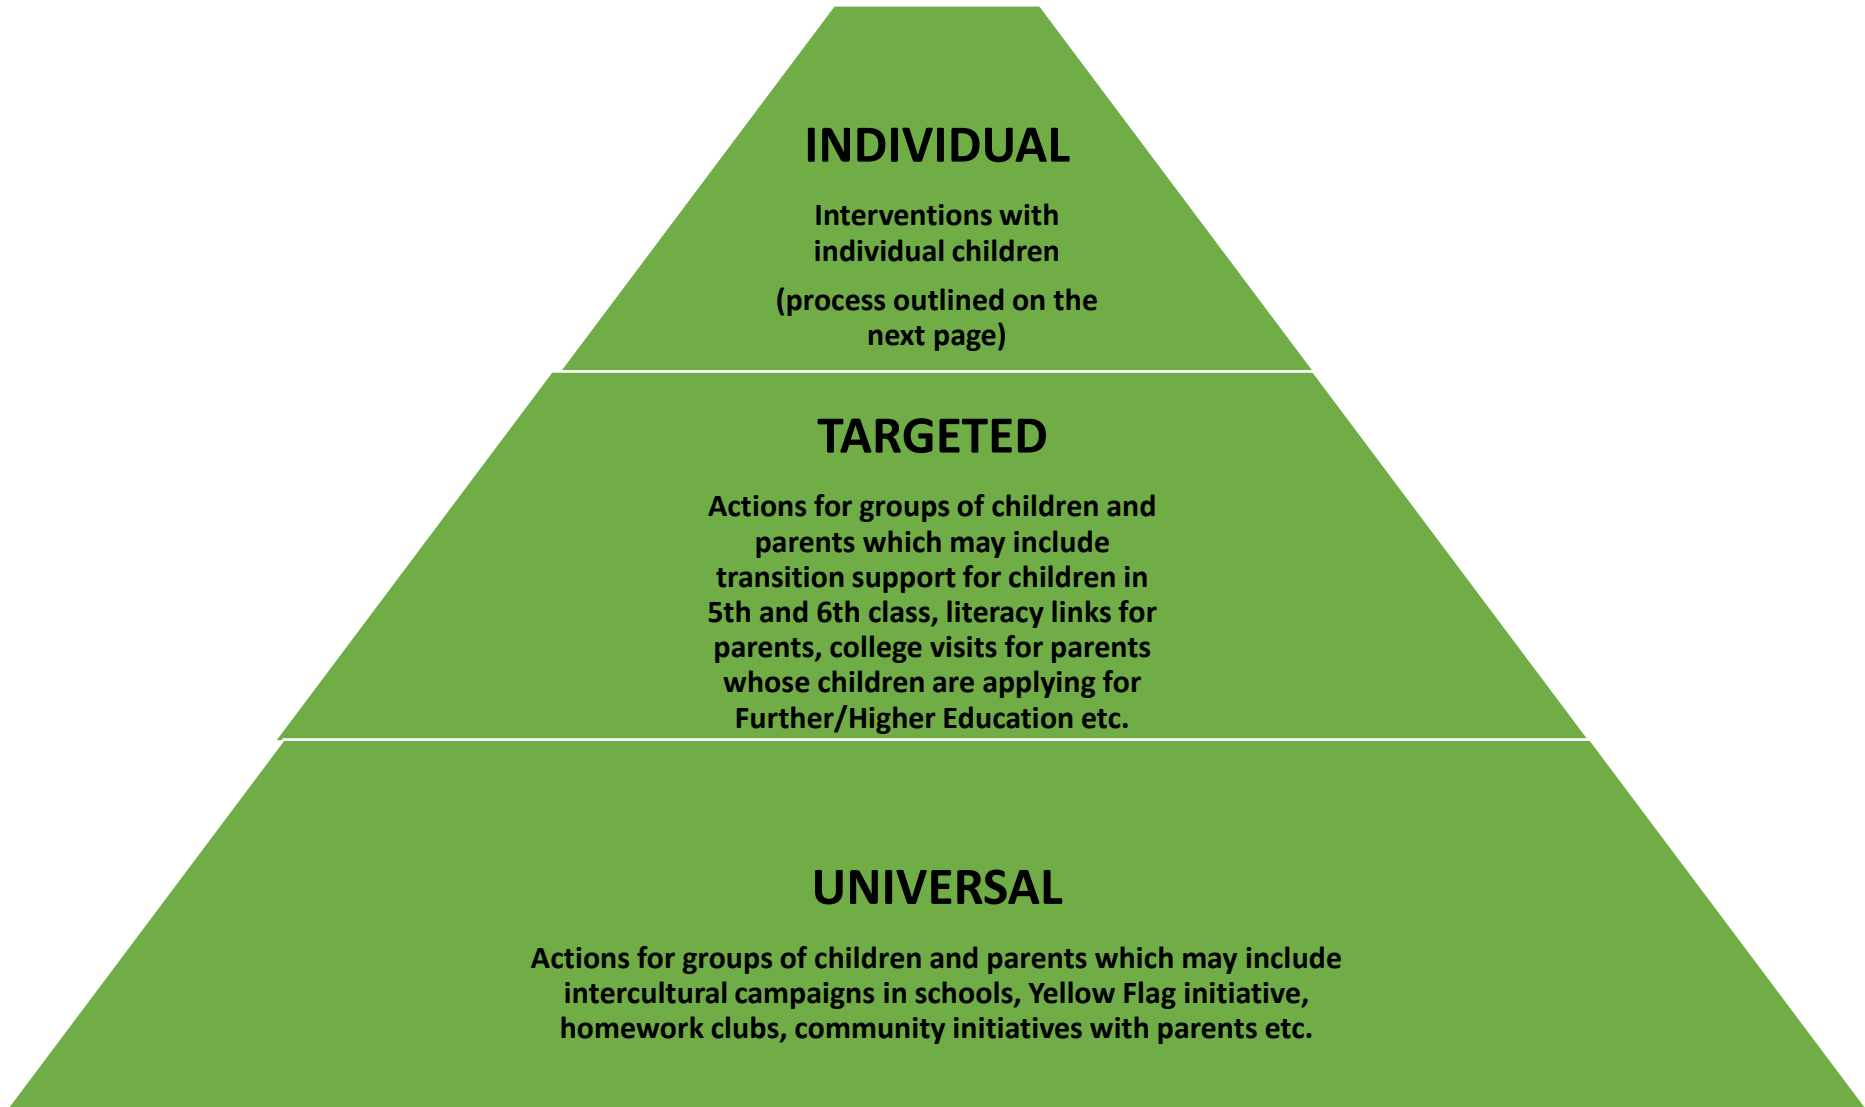 INDIVIDUAL
Interventions with
individual children
(process outlined on the
next page)
TARGETED
Actions for groups of children and
parents which may include
transition support for children in
5th and 6th class, literacy links for
parents, college visits for parents
whose children are applying for
Further/Higher Education etc.
UNIVERSAL
Actions for groups of children and parents which may include
intercultural campaigns in schools, Yellow Flag initiative,
homework clubs, community initiatives with parents etc.